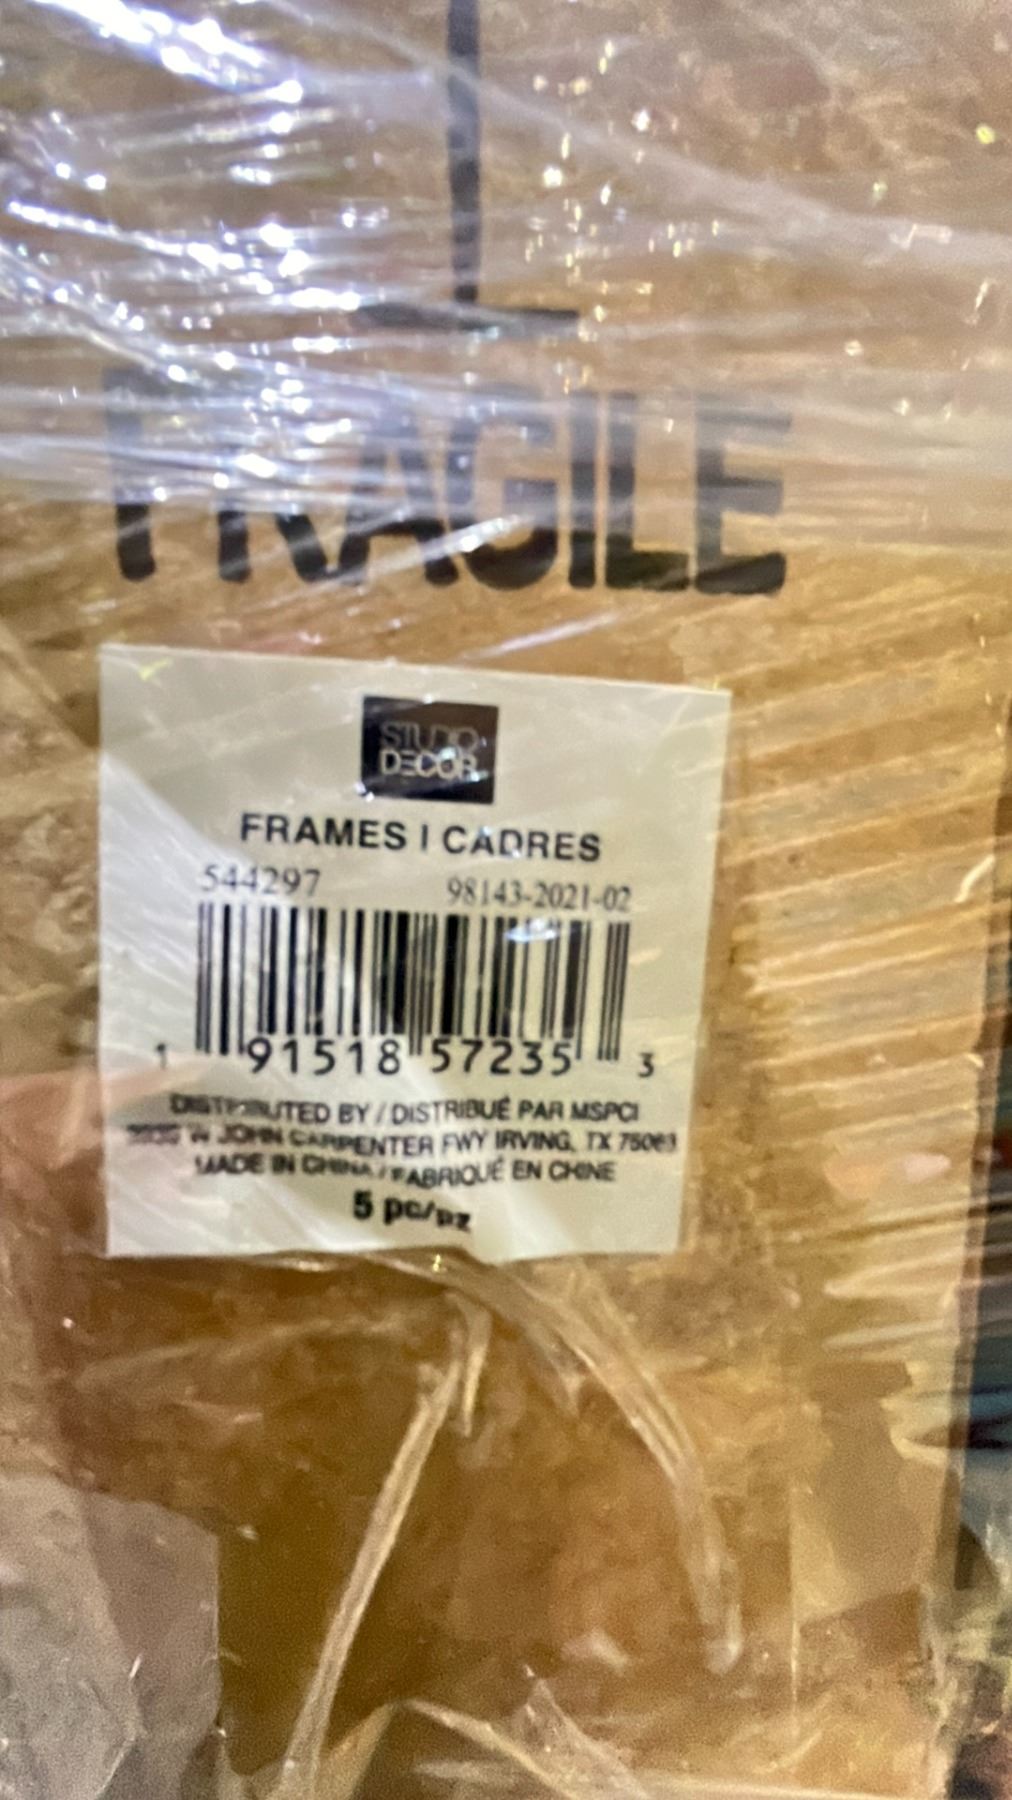 FRAGILE
STUDIO
DECOR
FRAMES | CADRES
544297 98143-2021-02
1 91518 57235 3
DISTRIBUTED BY / DISTRIBUÉ PAR MSPCI
W JOHN CARPENTER FWY IRVING, TX 75063
MADE IN CHINA / FABRIQUÉ EN CHINE
5 pc/pz